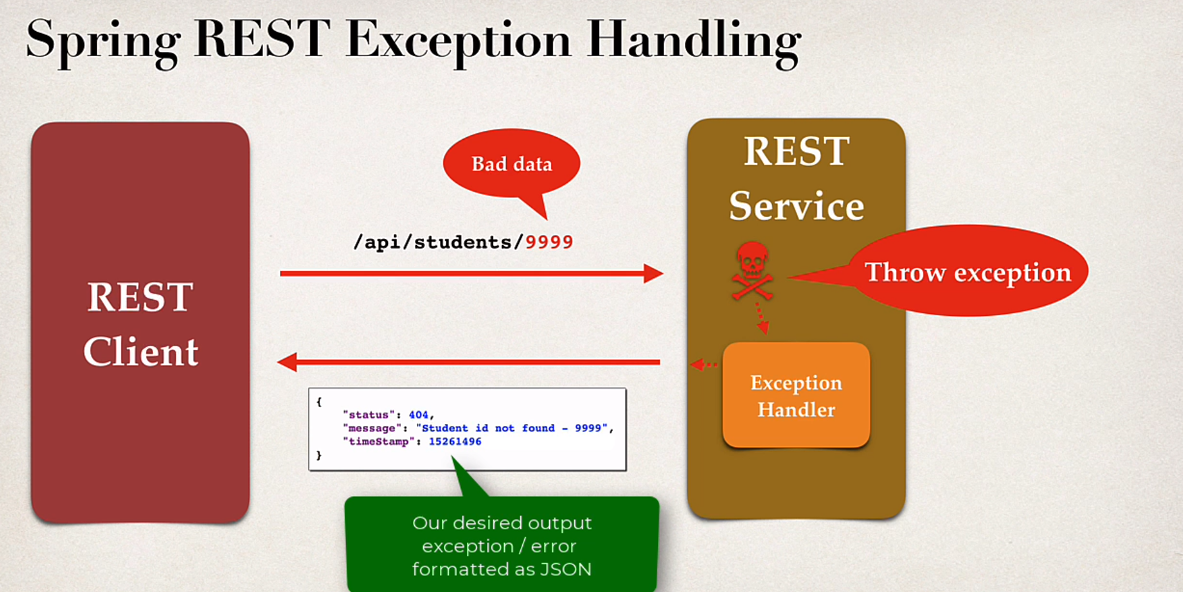 Spring REST Exception Handling
REST
Client
Bad data
/api/students/9999
REST
Service
Throw exception
Exception
Handler
{
"status": 404,
"message": "Student id not found - 9999",
"timeStamp": 15261496
}
Our desired output
exception / error
formatted as JSON